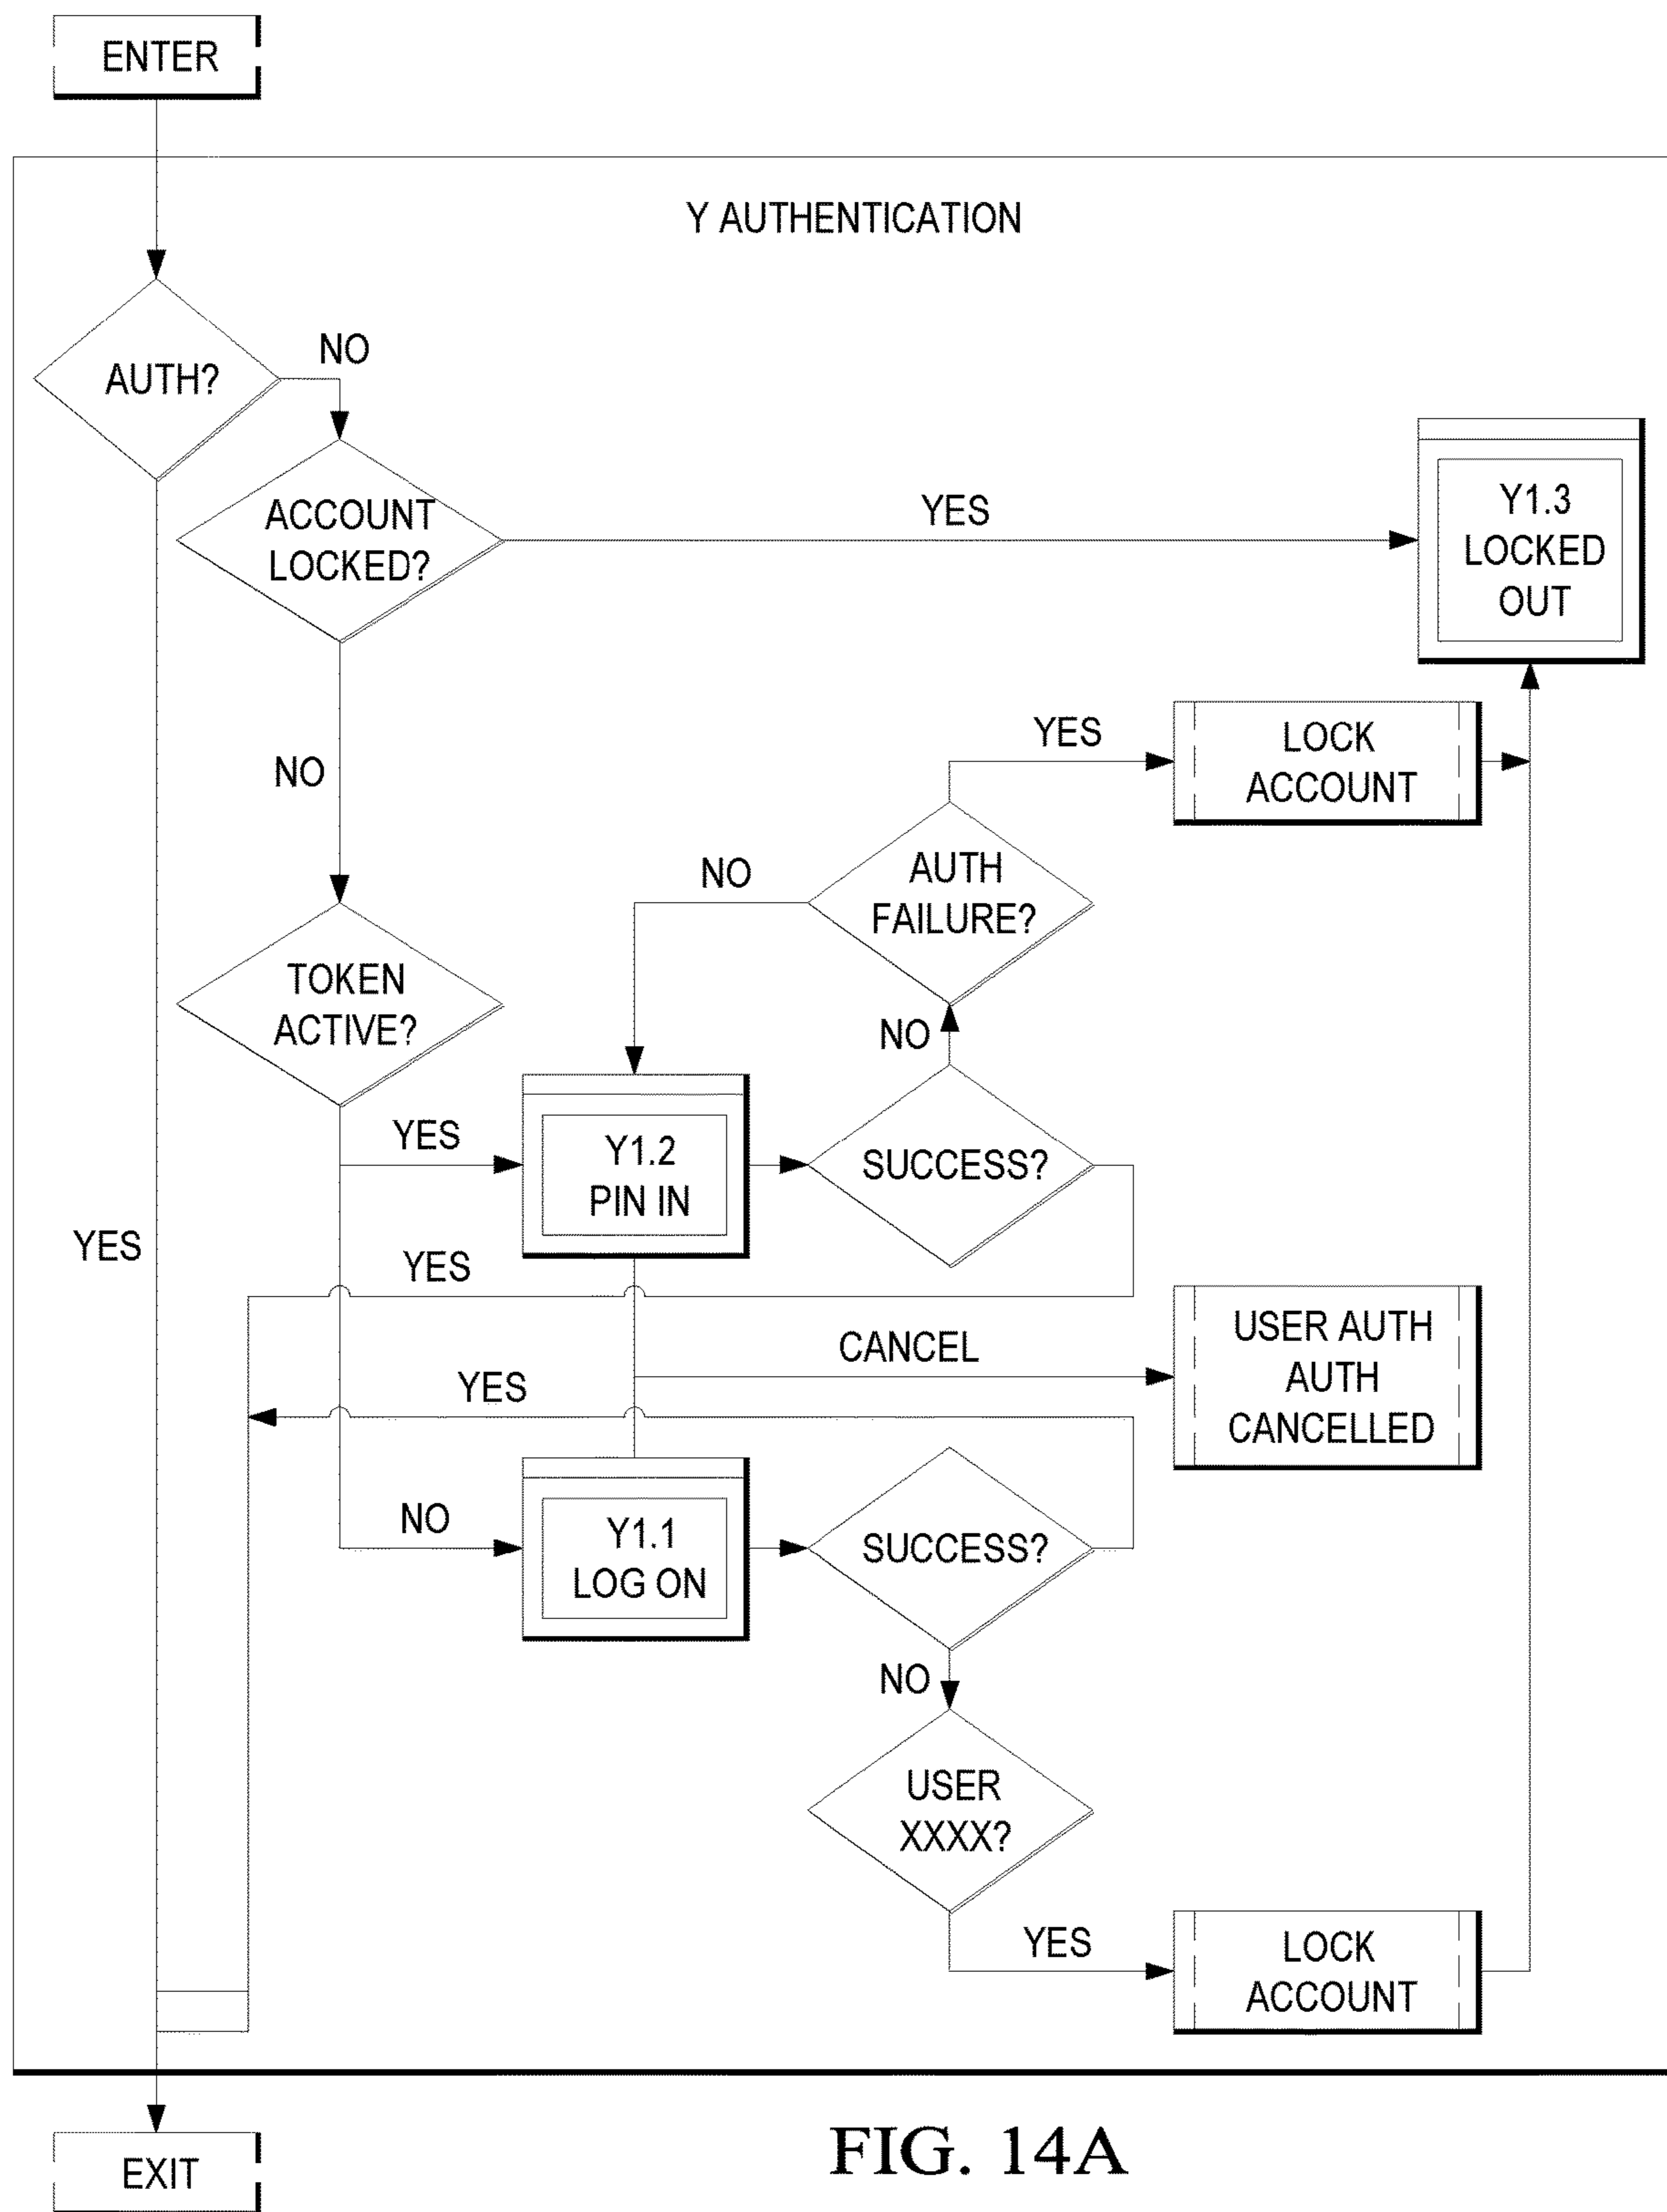 ENTER
Y AUTHENTICATION
AUTH?
NO
ACCOUNT
LOCKED?
YES
Y1.3
LOCKED
OUT
NO
YES
LOCK
ACCOUNT
NO
AUTH
FAILURE?
TOKEN
ACTIVE?
NO
YES
Y1.2
PIN IN
SUCCESS?
YES
YES
CANCEL
USER AUTH
AUTH
CANCELLED
YES
NO
Y1.1
LOG ON
SUCCESS?
NO
USER
XXXX?
YES
LOCK
ACCOUNT
EXIT
FIG. 14A